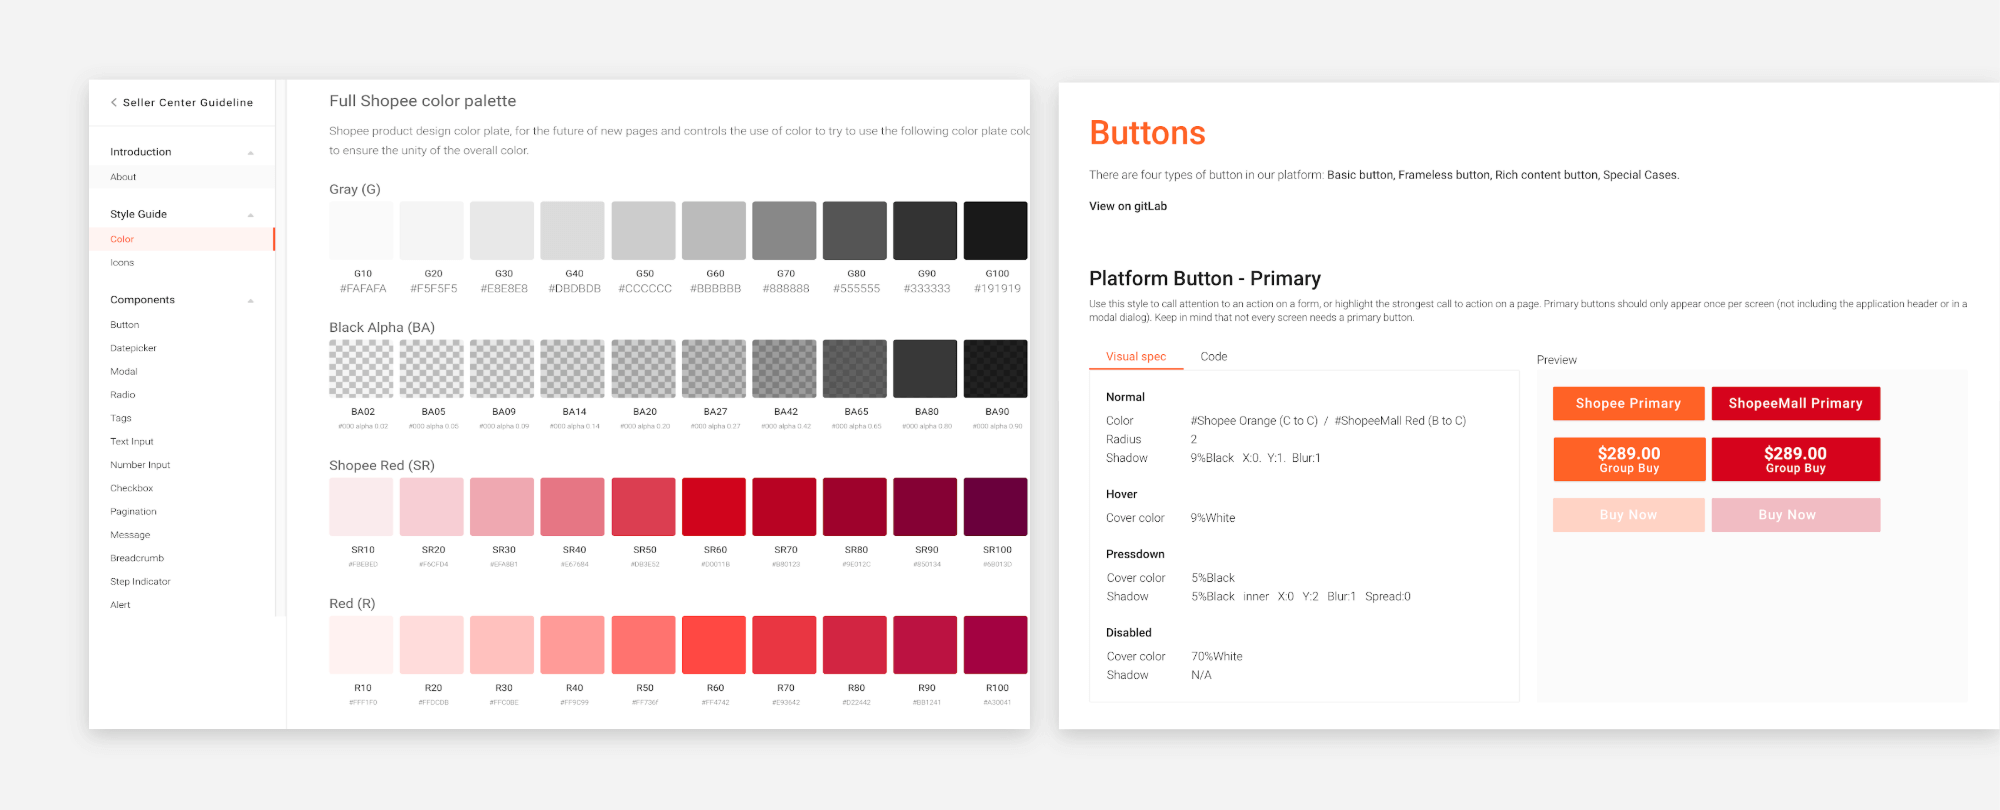 Seller Center Guideline
Introduction
About
Style Guide
Color
Icons
Components
Button
Datepicker
Modal
Radio
Tags
Text Input
Number Input
Checkbox
Pagination
Message
Breadcrumb
Step Indicator
Alert
Full Shopee color palette
Shopee product design color plate, for the future of new pages and controls the use of color to try to use the following color plate colo
to ensure the unity of the overall color.
Gray (G)
G10 G20 G30 G40 G50 G60 G70 G80 G90 G100
#FAFAFA #F5F5F5 #E8E8E8 #DBDBDB #CCCCCC #BBBBBB #888888 #555555 #333333 #191919
Black Alpha (BA)
BA02 BA05 BA09 BA14 BA20 BA27 BA42 BA65 BA80 BA90
#000 alpha 0.02 #000 alpha 0.05 #000 alpha 0.09 #000 alpha 0.14 #000 alpha 0.20 #000 alpha 0.27 #000 alpha 0.42 #000 alpha 0.65 #000 alpha 0.80 #000 alpha 0.90
Shopee Red (SR)
SR10 SR20 SR30 SR40 SR50 SR60 SR70 SR80 SR90 SR100
#F6CFD4 #EFA8B1 #E67684 #DB3E52 #D0011B #B80123 #9E012C #850134
Red (R)
R10 R20 R30 R40 R50 R60 R70 R80 R90 R100
#FFF1F0 #FFDCDB #FFC0BE #FF9C99 #FF736F #FF4742 #E93642 #D22442 #BB1241 #A30041
Buttons
There are four types of button in our platform: Basic button, Frameless button, Rich content button, Special Cases.
View on gitLab
Platform Button - Primary
Use this style to call attention to an action on a form, or highlight the strongest call to action on a page. Primary buttons should only appear once per screen (not including the application header or in a
modal dialog). Keep in mind that not every screen needs a primary button.
Visual spec Code
Normal
Color #Shopee Orange (C to C) / #ShopeeMall Red (B to C)
Radius 2
Shadow 9%Black X:0. Y:1. Blur:1
Hover
Cover color 9%White
Pressdown
Cover color 5%Black
Shadow 5%Black inner X:0 Y:2 Blur:1 Spread:0
Disabled
Cover color 70%White
Shadow N/A
Preview
Shopee Primary ShopeeMall Primary
$289.00 $289.00
Group Buy Group Buy
Buy Now Buy Now